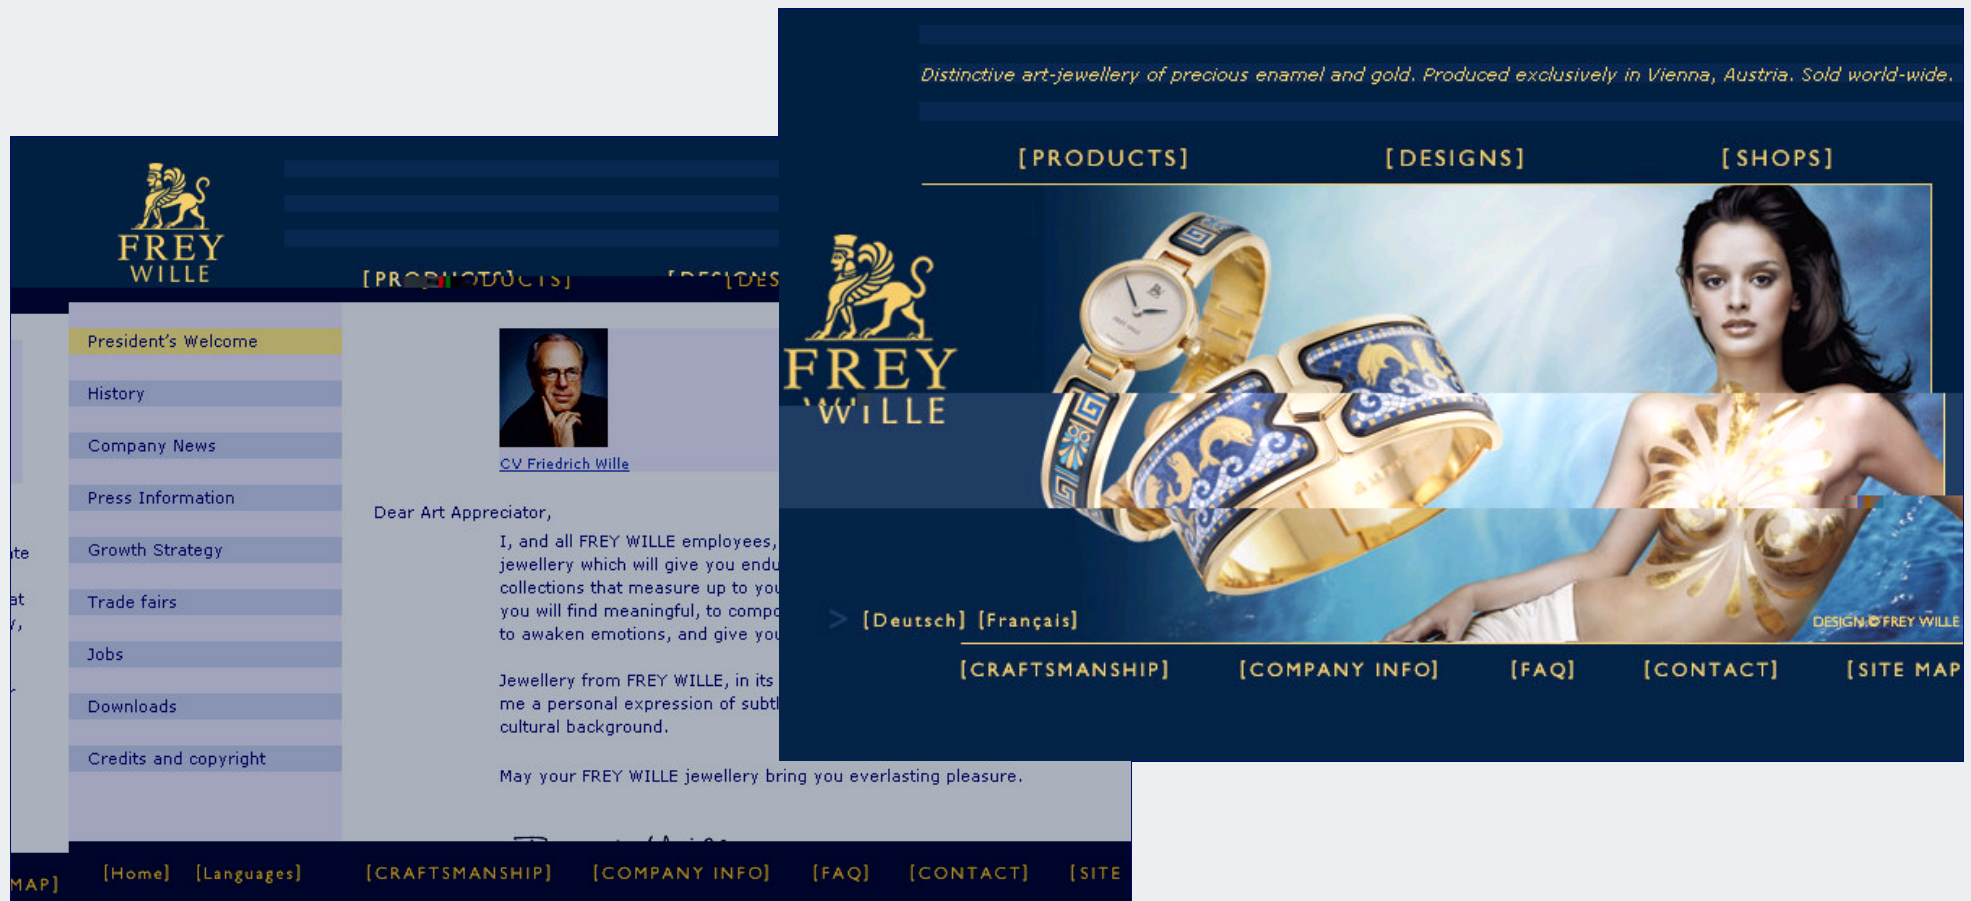 Distinctive art-jewellery of precious enamel and gold. Produced exclusively in Vienna, Austria. Sold world-wide.
[PRODUCTS] [DESIGNS] [SHOPS]
FREY
WILLE
> [Deutsch] [Français]
DESIGN © FREY WILLE
[CRAFTSMANSHIP] [COMPANY INFO] [FAQ] [CONTACT] [SITE MAP
FREY
WILLE
President's Welcome
History
Company News
Press Information
Growth Strategy
Trade fairs
Jobs
Downloads
Credits and copyright
CV Friedrich Wille
Dear Art Appreciator,
I, and all FREY WILLE employees,
jewellery which will give you endu
collections that measure up to you
you will find meaningful, to compo
to awaken emotions, and give you
Jewellery from FREY WILLE, in its
me a personal expression of subtl
cultural background.
May your FREY WILLE jewellery bring you everlasting pleasure.
MAP] [Home] [Languages] [CRAFTSMANSHIP] [COMPANY INFO] [FAQ] [CONTACT] [SITE